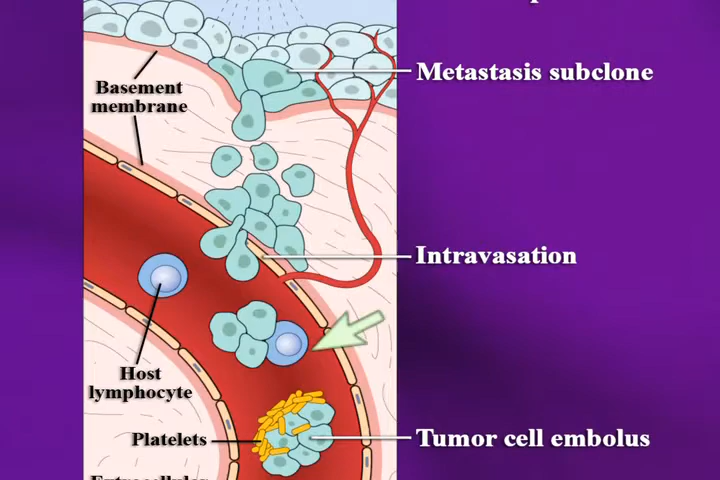 Metastasis subclone
Basement
membrane
Intravasation
Host
lymphocyte
Platelets
Tumor cell embolus